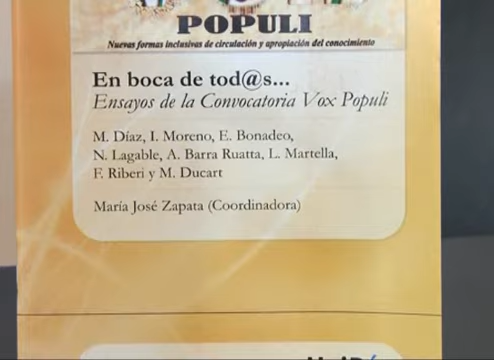 POPULI
Nuevas formas inclusivas de circulación y apropiación del conocimiento
En boca de tod@s...
Ensayos de la Convocatoria Vox Populi
M. Díaz, I. Moreno, E. Bonadeo,
N. Lagable, A. Barra Ruatta, L. Martella,
F. Riberi y M. Ducart
María José Zapata (Coordinadora)